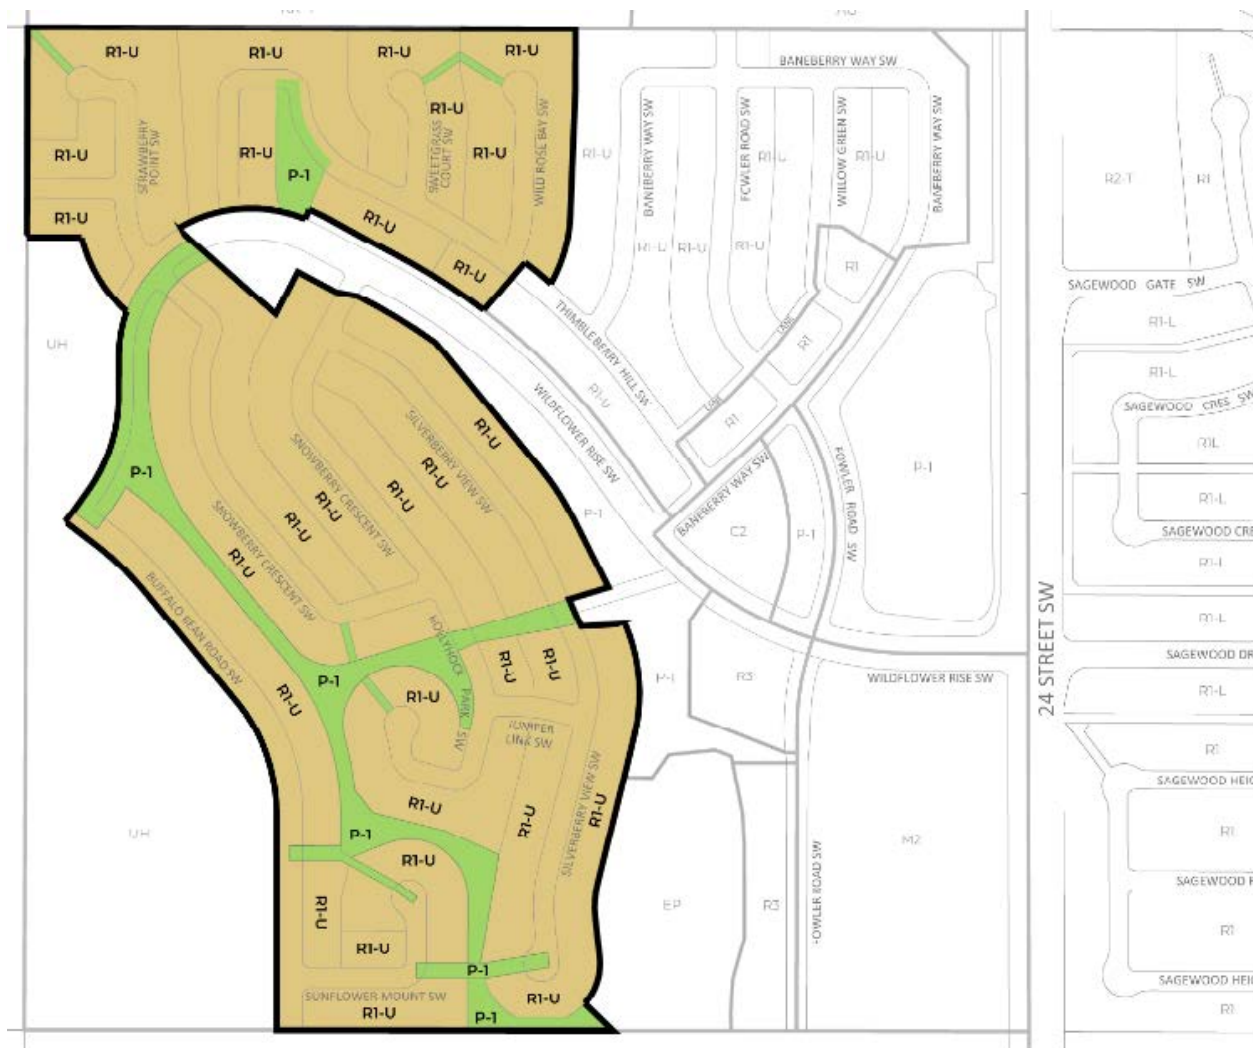 R1-U
R1-U
R1-U
R1-U
BANEBERRY WAY SW
R1-U
R1-U
R1-U
R1-U
R1-U
R1-U
R1-U
STRAWBERRY
POINT SW
SWEETGRASS
COURT SW
WILD ROSE BAY SW
BANEBERRY WAY SW
FOWLER ROAD SW
WILLOW GREEN SW
BANEBERRY WAY SW
P-1
R2-T
R1
R1-U
R1-U
R1-U
R1-U
R1-U
R1-U
R1
SAGEWOOD GATE SW
R1-L
UH
THIMBLEBEARY HILL SW
LANE
R1
R1-L
R1-U
LANE
R1
SAGEWOOD CRES SW
WILDFLOWER RISE SW
SILVERBERRY VIEW SW
R1-U
R1-U
R1-U
R1-U
R1-U
SNOWBERRY CRESCENT SW
P-1
BANEBERRY WAY SW
FOWLER ROAD SW
P-1
R1L
R1-L
SNOWBERRY CRESCENT SW
R1-U
P-1
C2
P-1
SAGEWOOD CRE
R1-L
BUFFALO BEAN ROAD SW
HOLLYHOCK
PARK SW
R1-L
24 STREET SW
SAGEWOOD DR
R1-U
R1-U
P-1
R3
WILDFLOWER RISE SW
R1-L
P-1
R1-U
R1-U
JUNIPER
LINK SW
R1
SAGEWOOD HEIG
R1-U
R1-U
R1-U
SILVERBERRY VIEW SW
UH
P-1
R1-U
M2
R1
SAGEWOOD H
R1-U
EP
R3
FOWLER ROAD SW
R1
R1-U
P-1
SAGEWOOD HEI
SUNFLOWER MOUNT SW
R1-U
R1-U
P-1
R1